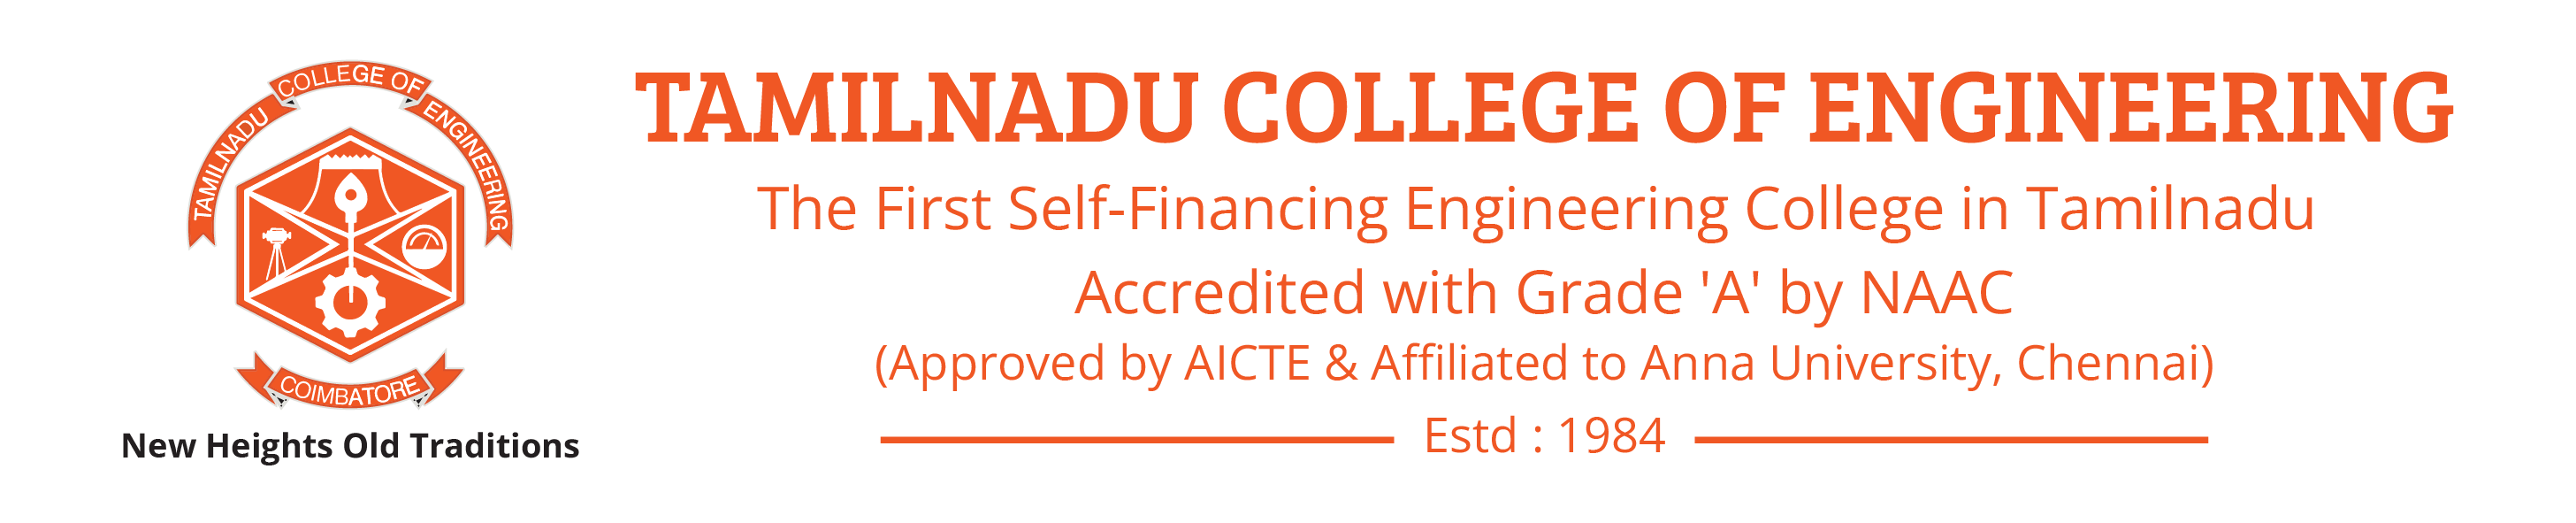 TAMILNADU COLLEGE OF ENGINEERING
COIMBATORE
New Heights Old Traditions
TAMILNADU COLLEGE OF ENGINEERING
The First Self-Financing Engineering College in Tamilnadu
Accredited with Grade 'A' by NAAC
(Approved by AICTE & Affiliated to Anna University, Chennai)
Estd : 1984